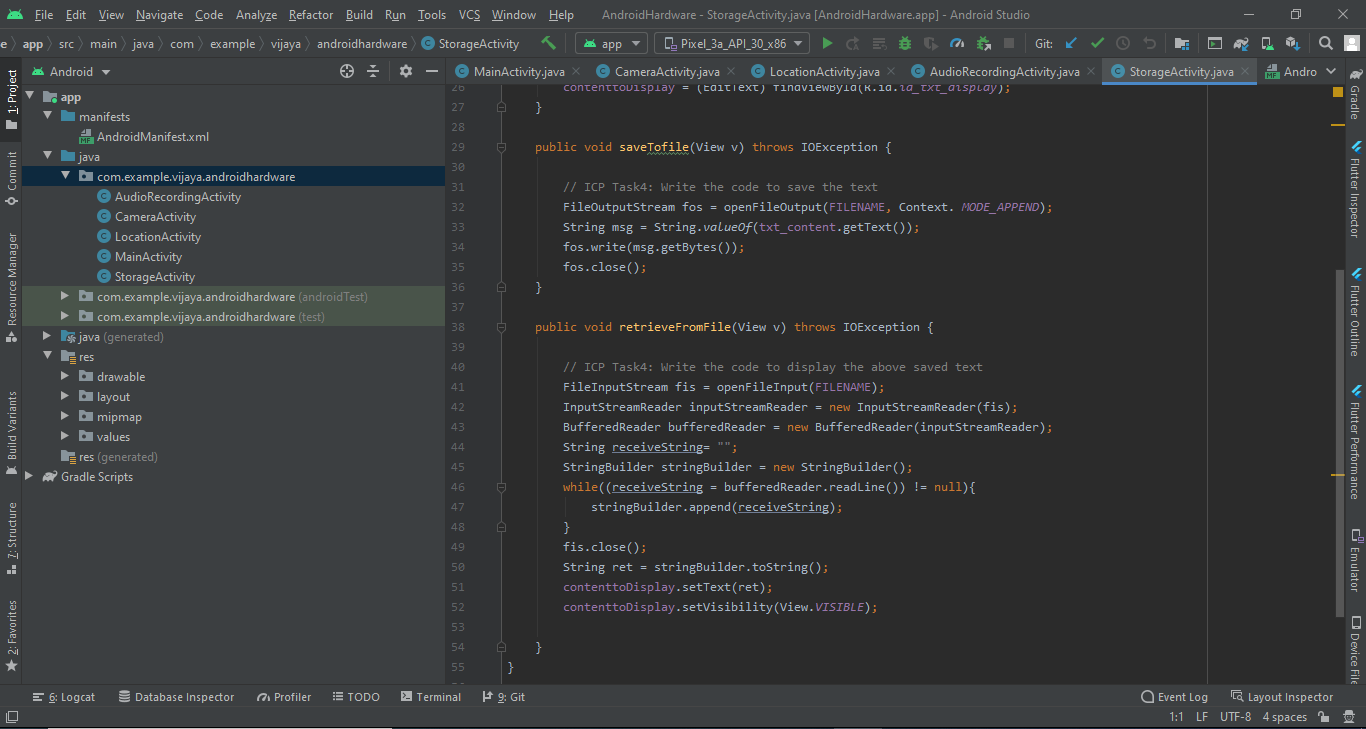 File Edit View Navigate Code Analyze Refactor Build Run Tools VCS Window Help AndroidHardware - StorageActivity.java [AndroidHardware.app] - Android Studio
e app src main java com example vijaya androidhardware StorageActivity app Pixel_3a_API_30_x86 Git:
Android
MainActivity.java CameraActivity.java LocationActivity.java AudioRecordingActivity.java StorageActivity.java Andro
1: Project
Commit
Resource Manager
Build Variants
7: Structure
2: Favorites
app
manifests
AndroidManifest.xml
java
com.example.vijaya.androidhardware
AudioRecordingActivity
CameraActivity
LocationActivity
MainActivity
StorageActivity
com.example.vijaya.androidhardware (androidTest)
com.example.vijaya.androidhardware (test)
java (generated)
res
drawable
layout
mipmap
values
res (generated)
Gradle Scripts
26 contenttoDisplay = (EditText) findViewById(R.id.la_txt_display);
27 }
28
29 public void saveTofile(View v) throws IOException {
30
31 // ICP Task4: Write the code to save the text
32 FileOutputStream fos = openFileOutput(FILENAME, Context. MODE_APPEND);
33 String msg = String.valueOf(txt_content.getText());
34 fos.write(msg.getBytes());
35 fos.close();
36 }
37
38 public void retrieveFromFile(View v) throws IOException {
39
40 // ICP Task4: Write the code to display the above saved text
41 FileInputStream fis = openFileInput(FILENAME);
42 InputStreamReader inputStreamReader = new InputStreamReader(fis);
43 BufferedReader bufferedReader = new BufferedReader(inputStreamReader);
44 String receiveString= "";
45 StringBuilder stringBuilder = new StringBuilder();
46 while((receiveString = bufferedReader.readLine()) != null){
47 stringBuilder.append(receiveString);
48 }
49 fis.close();
50 String ret = stringBuilder.toString();
51 contenttoDisplay.setText(ret);
52 contenttoDisplay.setVisibility(View.VISIBLE);
53
54 }
55 }
Gradle
Flutter Inspector
Flutter Outline
Flutter Performance
Emulator
Device File
6: Logcat Database Inspector Profiler TODO Terminal 9: Git Event Log Layout Inspector
1:1 LF UTF-8 4 spaces